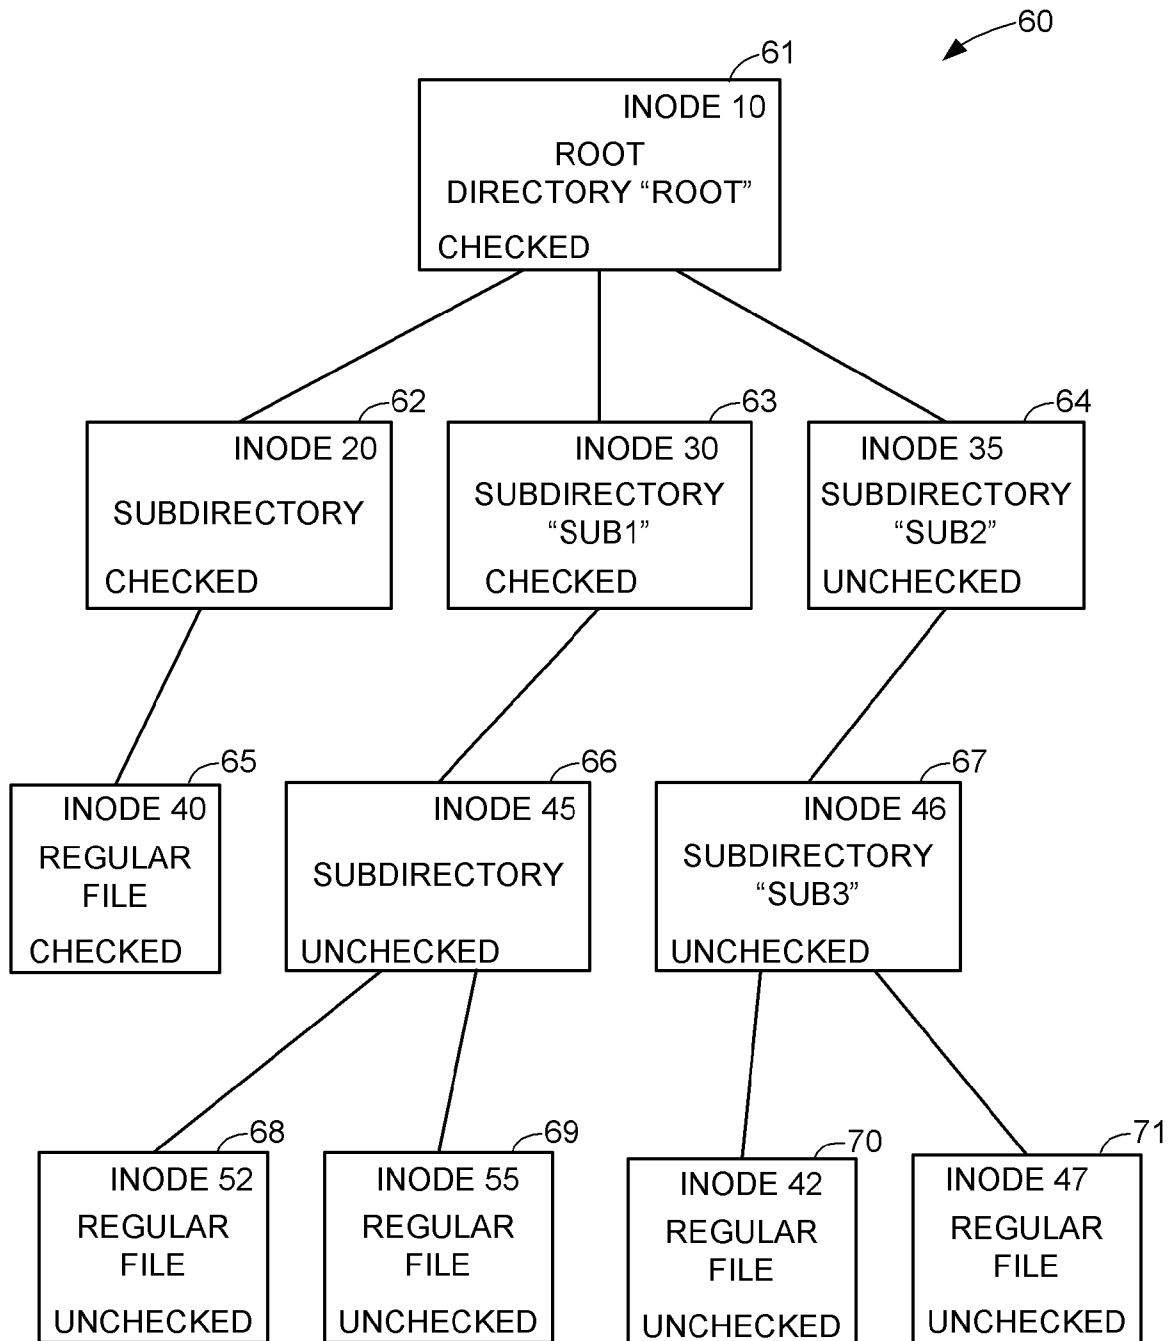 60
61
INODE 10
ROOT
DIRECTORY “ROOT”
CHECKED
62
INODE 20
SUBDIRECTORY
CHECKED
63
INODE 30
SUBDIRECTORY
“SUB1”
CHECKED
64
INODE 35
SUBDIRECTORY
“SUB2”
UNCHECKED
65
INODE 40
REGULAR
FILE
CHECKED
66
INODE 45
SUBDIRECTORY
UNCHECKED
67
INODE 46
SUBDIRECTORY
“SUB3”
UNCHECKED
68
INODE 52
REGULAR
FILE
UNCHECKED
69
INODE 55
REGULAR
FILE
UNCHECKED
70
INODE 42
REGULAR
FILE
UNCHECKED
71
INODE 47
REGULAR
FILE
UNCHECKED